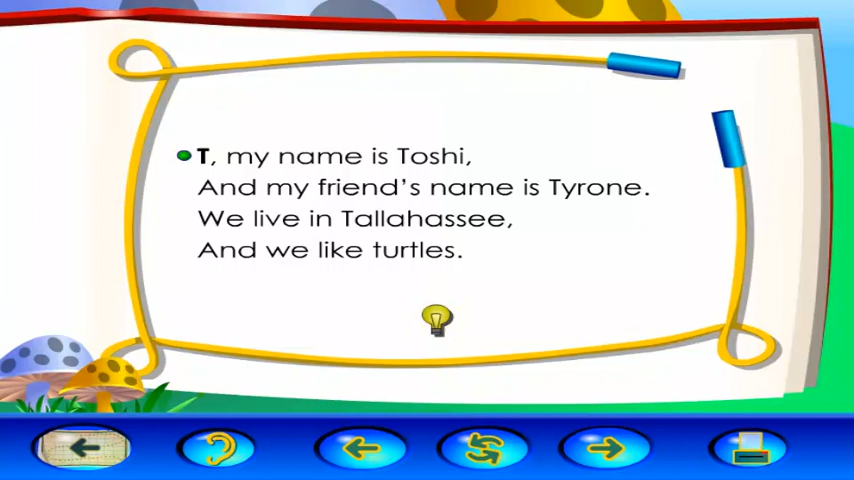 T, my name is Toshi,
And my friend's name is Tyrone.
We live in Tallahassee,
And we like turtles.